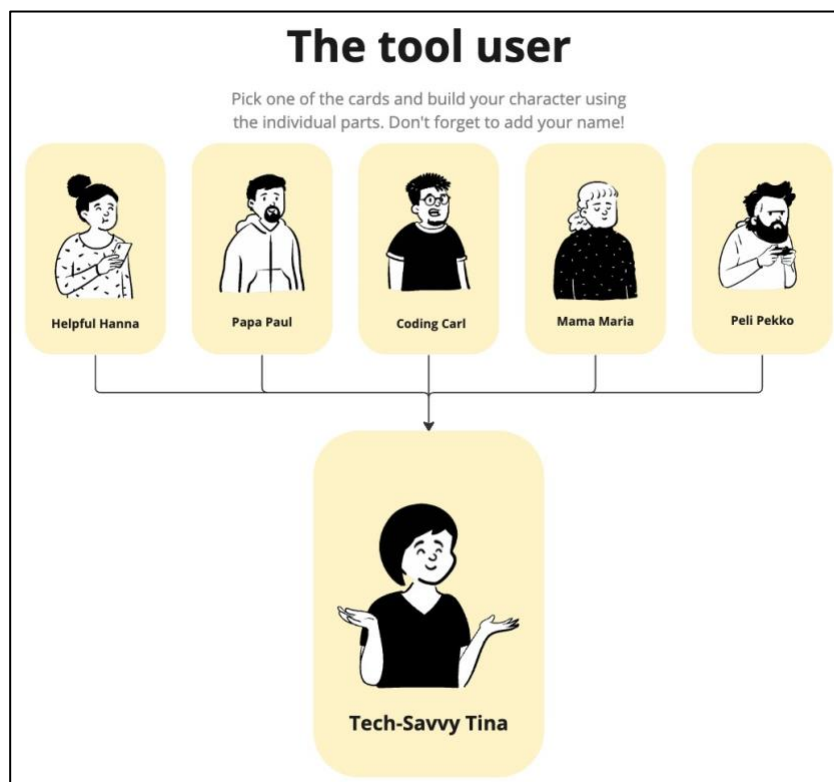 The tool user
Pick one of the cards and build your character using
the individual parts. Don't forget to add your name!
Helpful Hanna
Papa Paul
Coding Carl
Mama Maria
Peli Pekko
Tech-Savvy Tina